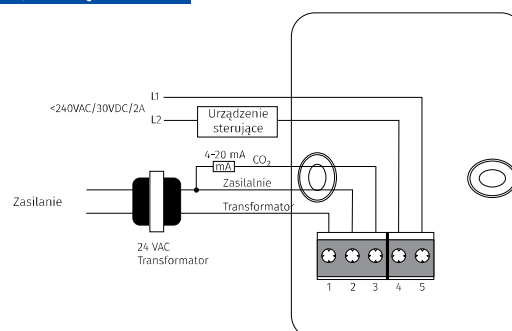 L1
<240VAC/30VDC/2A
L2
Urządzenie
sterujące
4-20 mA
mA
CO₂
Zasilalnie
Zasilanie
Transformator
24 VAC
Transformator
1 2 3 4 5